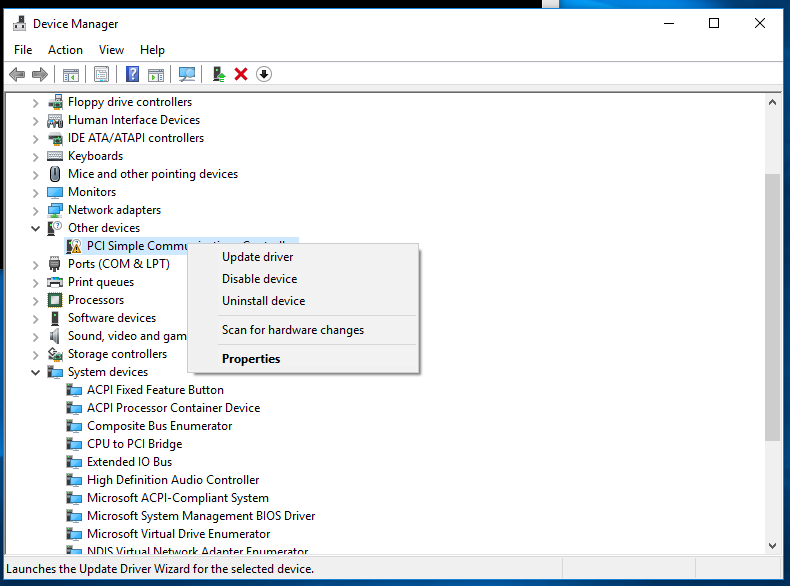 Device Manager
File Action View Help
Floppy drive controllers
Human Interface Devices
IDE ATA/ATAPI controllers
Keyboards
Mice and other pointing devices
Monitors
Network adapters
Other devices
PCI Simple
Update driver
Ports (COM & LPT)
Disable device
Print queues
Processors
Uninstall device
Software devices
Scan for hardware changes
Sound, video and gam
Storage controllers
Properties
System devices
ACPI Fixed Feature Button
ACPI Processor Container Device
Composite Bus Enumerator
CPU to PCI Bridge
Extended IO Bus
High Definition Audio Controller
Microsoft ACPI-Compliant System
Microsoft System Management BIOS Driver
Microsoft Virtual Drive Enumerator
NDIS Virtual Network Adapter Enumerator
Launches the Update Driver Wizard for the selected device.